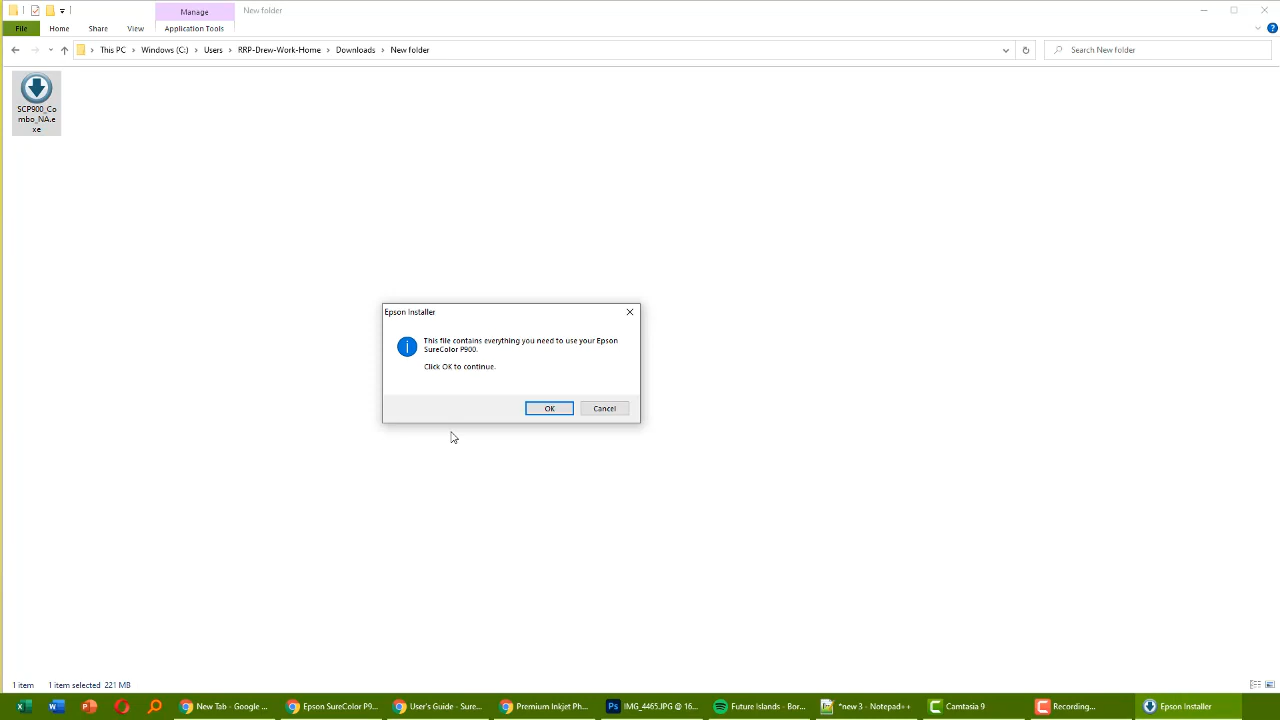 Manage
New folder
File
Home
Share
View
Application Tools
This PC
Windows (C:)
Users
RRP-Drew-Work-Home
Downloads
New folder
Search New folder
SCP900_Co
mbo_NA.e
xe
Epson Installer
This file contains everything you need to use your Epson
SureColor P900.
Click OK to continue.
OK
Cancel
1 item
1 item selected 221 MB
New Tab - Google ...
Epson SureColor P9...
User's Guide - Sure...
Premium Inkjet Ph...
IMG_4465.JPG @ 16...
Future Islands - Bor...
*new 3 - Notepad++
Camtasia 9
Recording...
Epson Installer